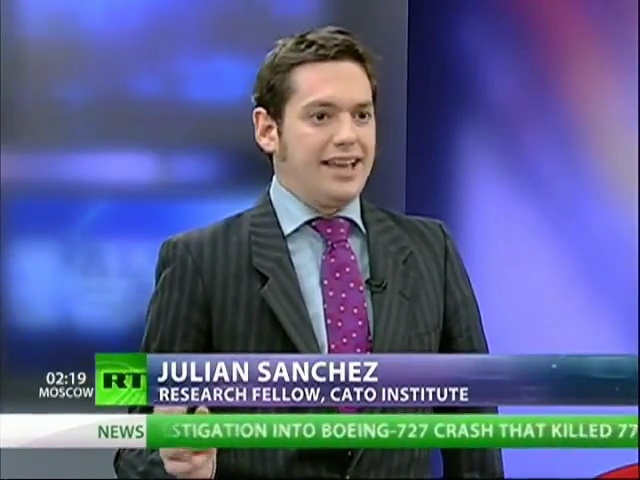 JULIAN SANCHEZ
02:19
MOSCOW
RT
RESEARCH FELLOW, CATO INSTITUTE
NEWS
STIGATION INTO BOEING-727 CRASH THAT KILLED 77